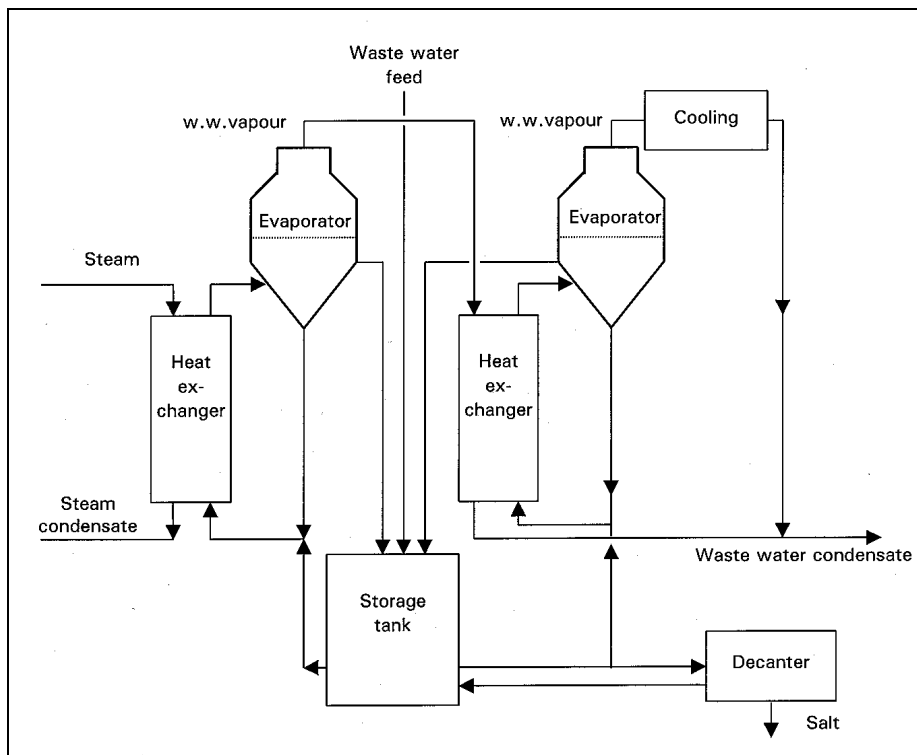 Waste water
feed
w.w.vapour
w.w.vapour
Cooling
Evaporator
Evaporator
Steam
Heat
ex-
changer
Heat
ex-
changer
Steam
condensate
Waste water condensate
Storage
tank
Decanter
Salt